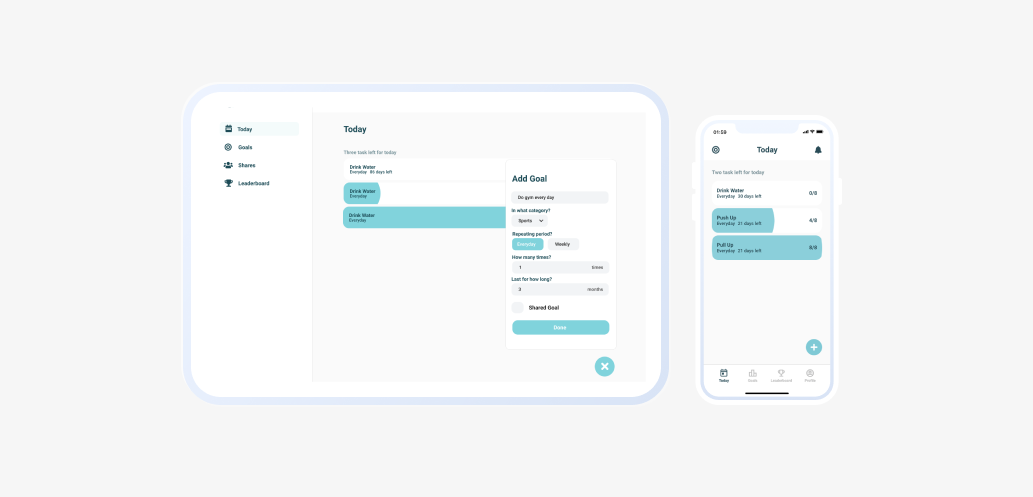 Today
Goals
Shares
Leaderboard
Today
Three task left for today
Drink Water
Everyday 85 days left
Drink Water
Everyday
Drink Water
Everyday
Add Goal
Do gym every day
In what category?
Sports
Repeating period?
Everyday Weekly
How many times?
1 times
Last for how long?
3 months
Shared Goal
Done
01:59
Today
Two task left for today
Drink Water
Everyday 30 days left
0/8
Push Up
Everyday 21 days left
4/8
Pull Up
Everyday 21 days left
8/8
Today Goals Leaderboard Profile